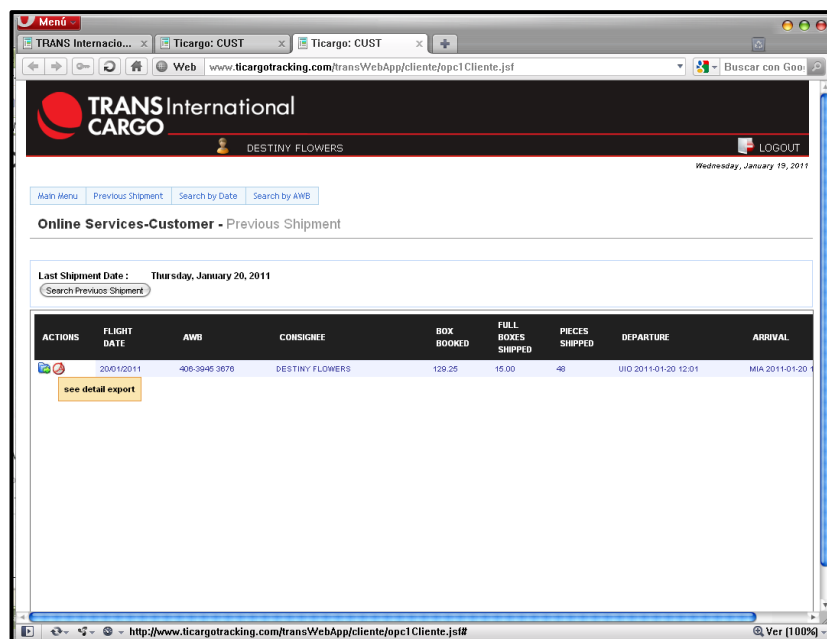 Menú
TRANS Internacio... x Ticargo: CUST x Ticargo: CUST x
Web www.ticargotracking.com/transWebApp/cliente/opc1Cliente.jsf Buscar con Goo:
TRANS International
CARGO
DESTINY FLOWERS LOGOUT
Wednesday, January 19, 2011
Main Menu Previous Shipment Search by Date Search by AWB
Online Services-Customer - Previous Shipment
Last Shipment Date : Thursday, January 20, 2011
Search Previuos Shipment
ACTIONS FLIGHT DATE AWB CONSIGNEE BOX BOOKED FULL BOXES SHIPPED PIECES SHIPPED DEPARTURE ARRIVAL
20/01/2011 406-3945 3676 DESTINY FLOWERS 129.25 15.00 48 UIO 2011-01-20 12:01 MIA 2011-01-20 1
see detail export
http://www.ticargotracking.com/transWebApp/cliente/opc1Cliente.jsf# Ver [100%]